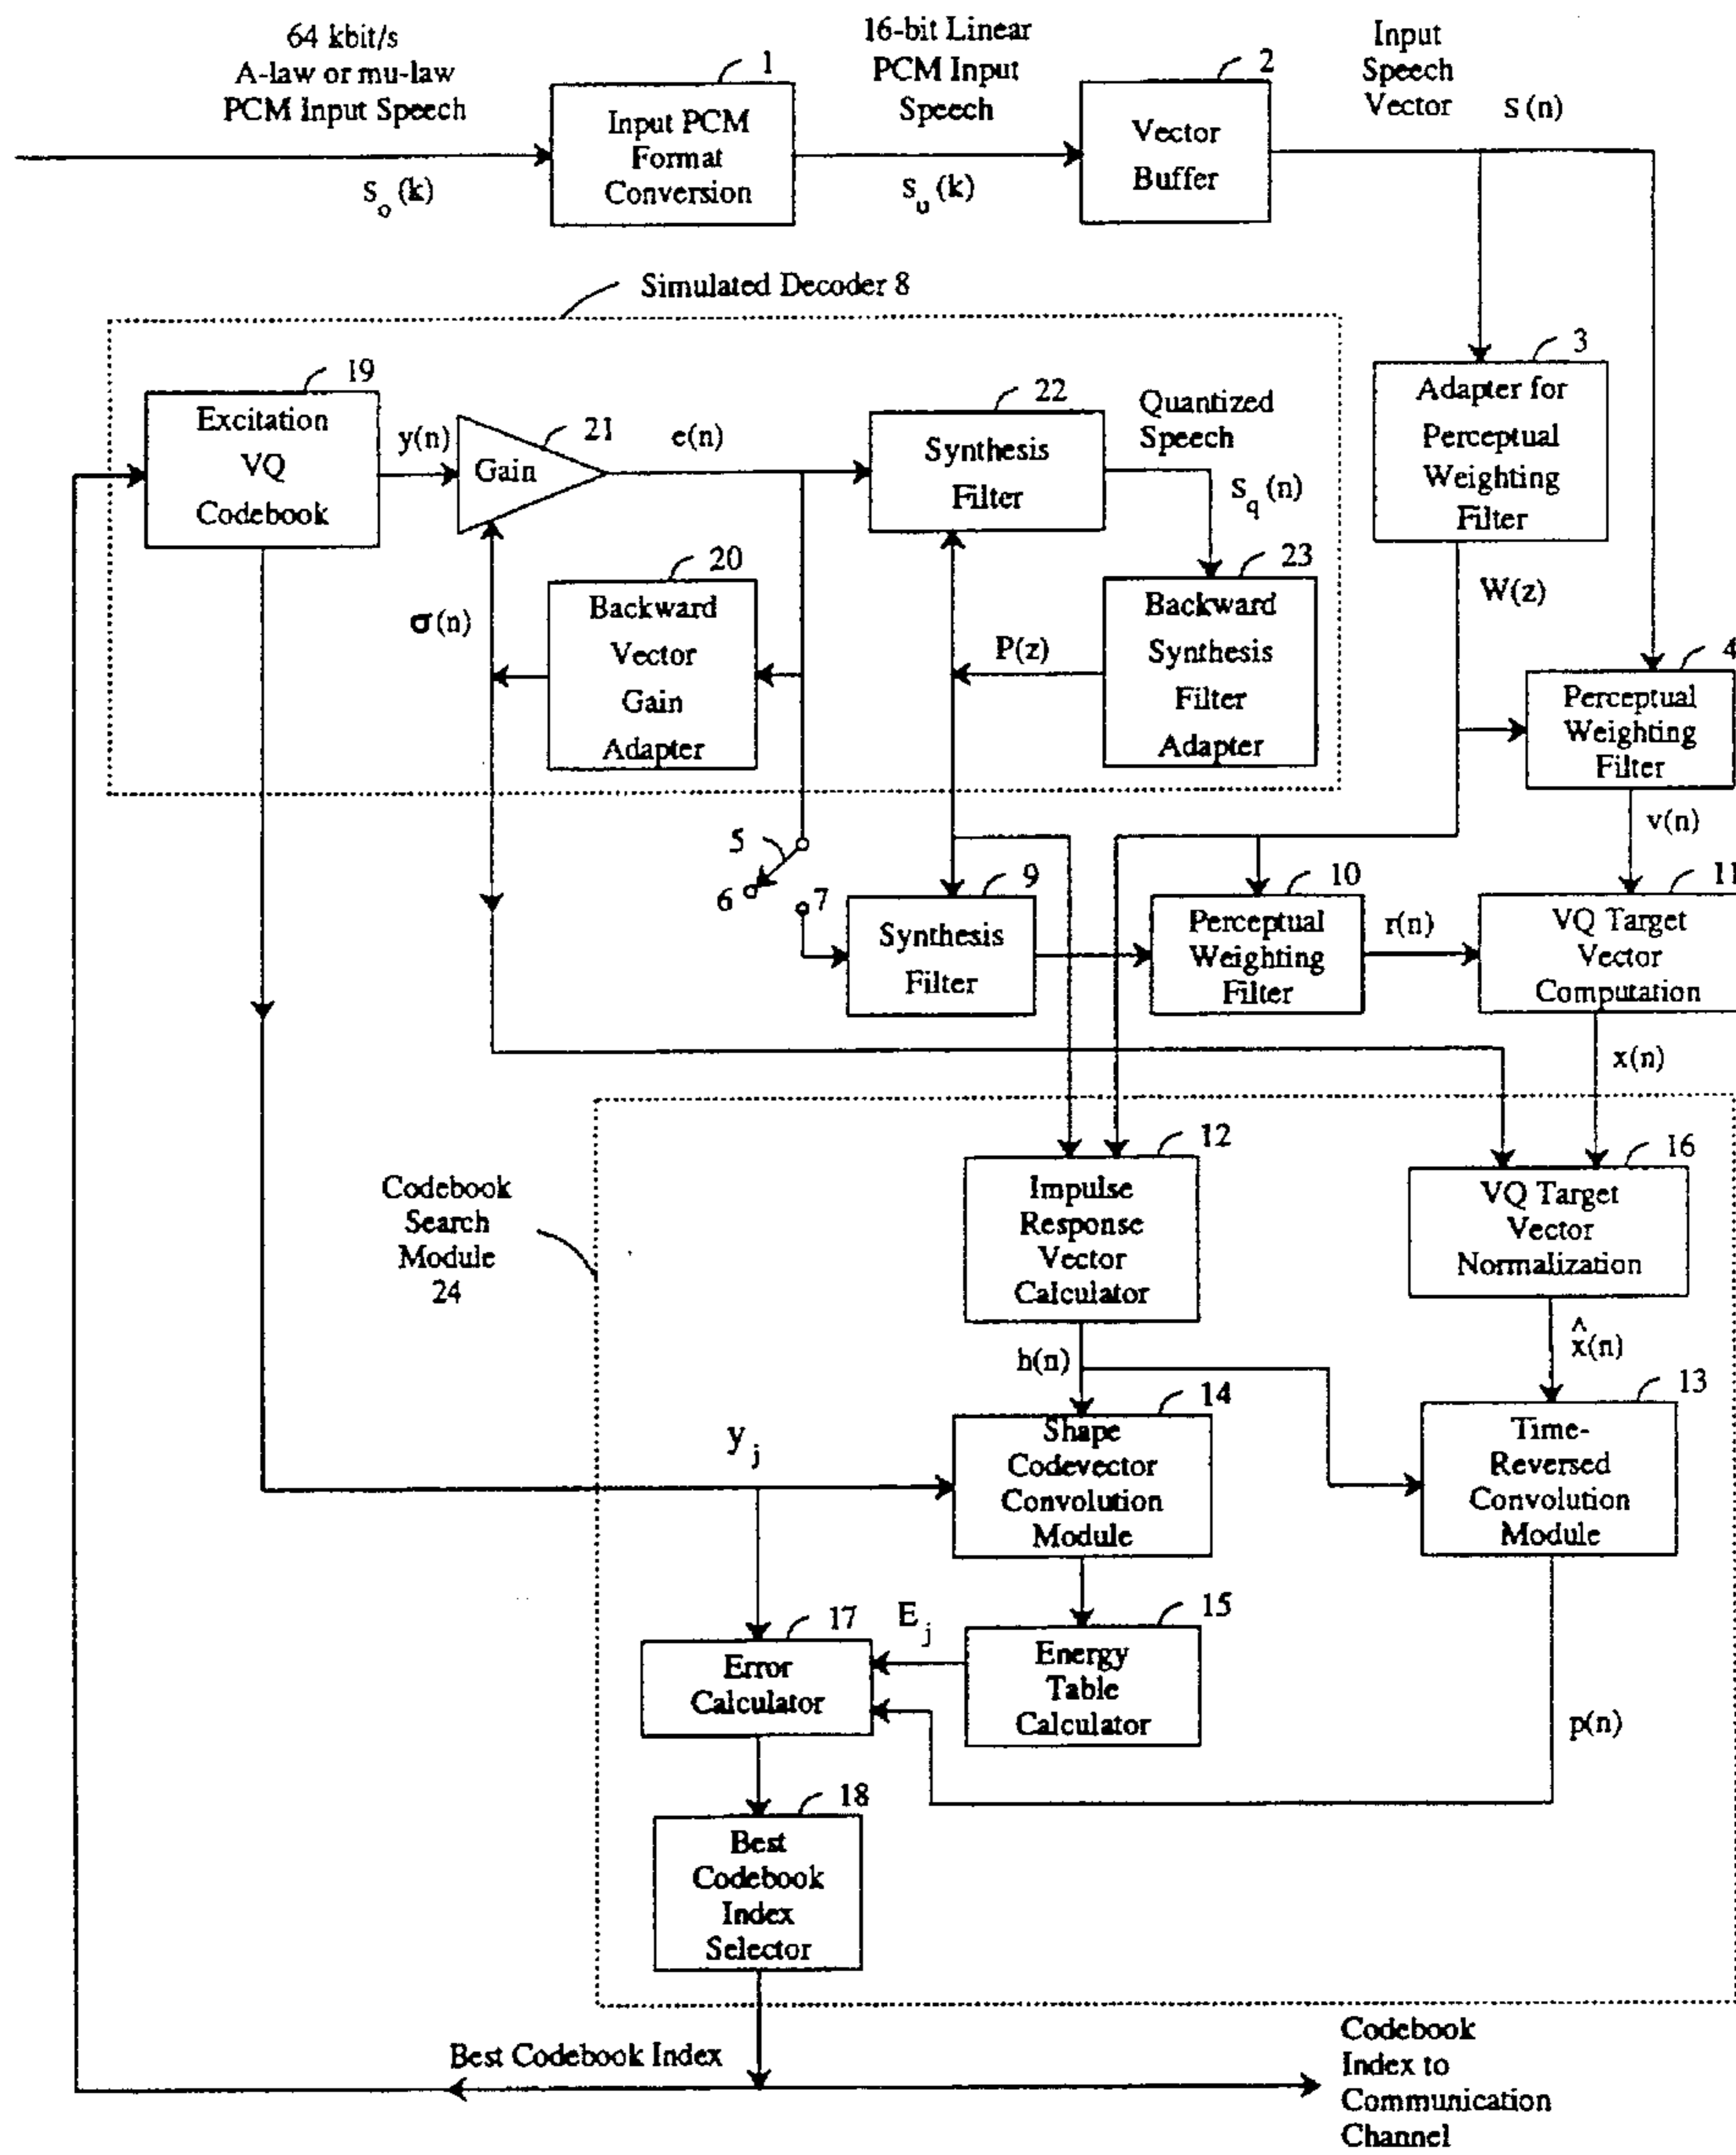 64 kbit/s
A-law or mu-law
PCM Input Speech
S_o (k)
1
Input PCM
Format
Conversion
16-bit Linear
PCM Input
Speech
S_u (k)
2
Vector
Buffer
Input
Speech
Vector
S (n)
Simulated Decoder 8
19
Excitation
VQ
Codebook
y(n)
21
Gain
e(n)
22
Synthesis
Filter
Quantized
Speech
S_q (n)
3
Adapter for
Perceptual
Weighting
Filter
W(z)
σ(n)
20
Backward
Vector
Gain
Adapter
P(z)
23
Backward
Synthesis
Filter
Adapter
4
Perceptual
Weighting
Filter
v(n)
5
6
7
9
Synthesis
Filter
10
Perceptual
Weighting
Filter
r(n)
11
VQ Target
Vector
Computation
x(n)
Codebook
Search
Module
24
12
Impulse
Response
Vector
Calculator
h(n)
16
VQ Target
Vector
Normalization
x̂(n)
y_j
14
Shape
Codevector
Convolution
Module
13
Time-
Reversed
Convolution
Module
17
Error
Calculator
E_j
15
Energy
Table
Calculator
p(n)
18
Best
Codebook
Index
Selector
Best Codebook Index
Codebook
Index to
Communication
Channel